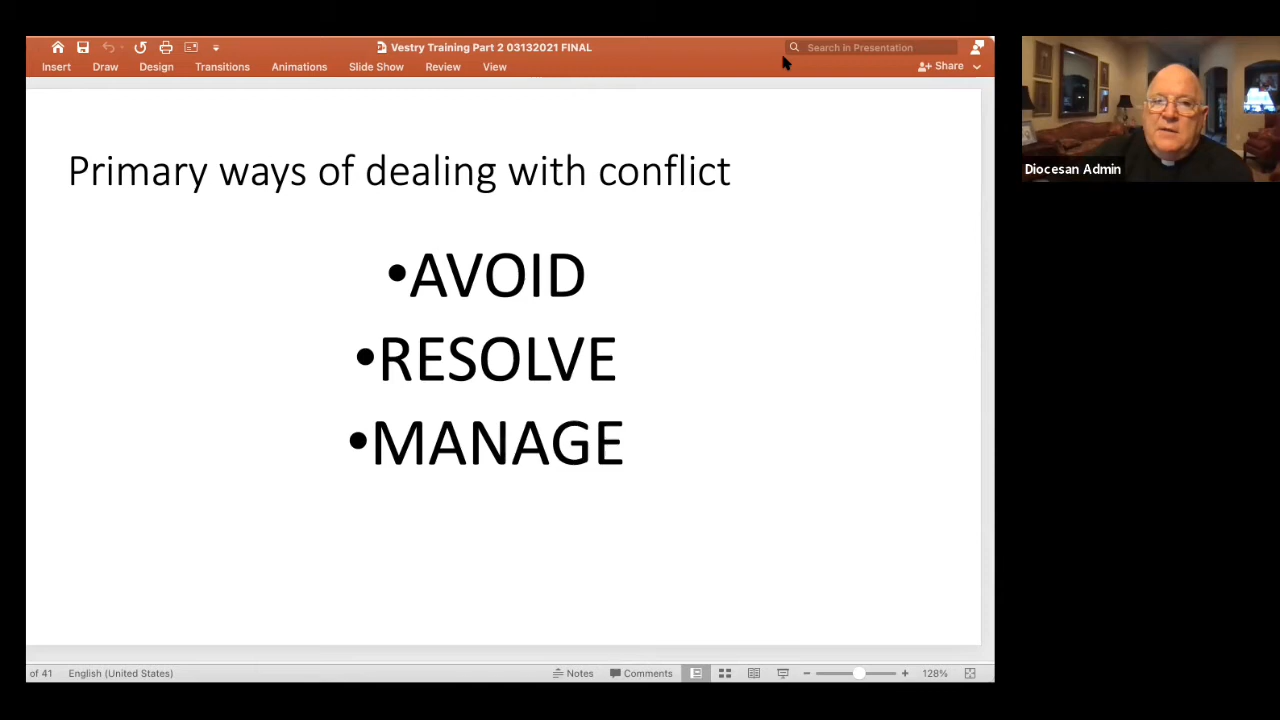 Vestry Training Part 2 03132021 FINAL
Search in Presentation
Insert Draw Design Transitions Animations Slide Show Review View
Share
Primary ways of dealing with conflict
•AVOID
•RESOLVE
•MANAGE
Diocesan Admin
of 41 English (United States) Notes Comments 128%